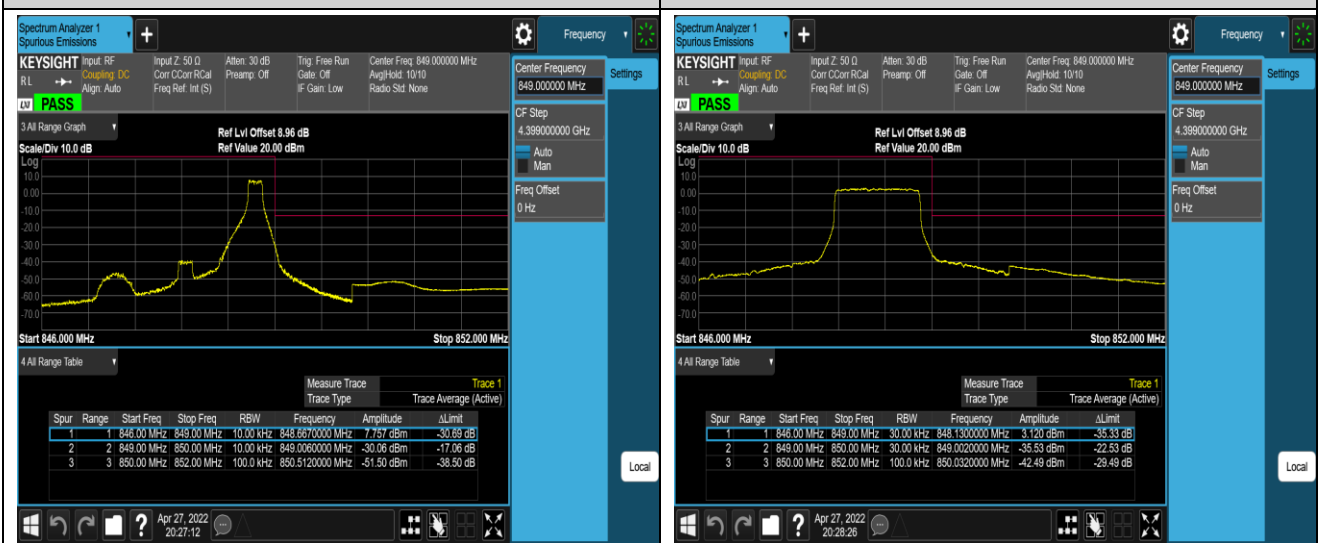 Spectrum Analyzer 1
Spurious Emissions
Frequency
KEYSIGHT
Input: RF
Input Z: 50 Ω
Atten: 30 dB
Trig: Free Run
Center Freq: 849.000000 MHz
R L
Coupling: DC
Corr CCorr RCal
Preamp: Off
Gate: Off
Avg|Hold: 10/10
Align: Auto
Freq Ref: Int (S)
IF Gain: Low
Radio Std: None
LXI
PASS
Center Frequency
849.000000 MHz
Settings
CF Step
4.399000000 GHz
Auto
Man
Freq Offset
0 Hz
3 All Range Graph
Ref Lvl Offset 8.96 dB
Scale/Div 10.0 dB
Ref Value 20.00 dBm
Log
10.0
0.00
-10.0
-20.0
-30.0
-40.0
-50.0
-60.0
-70.0
Start 846.000 MHz
Stop 852.000 MHz
4 All Range Table
Measure Trace Trace 1
Trace Type Trace Average (Active)
Spur Range Start Freq Stop Freq RBW Frequency Amplitude ΔLimit
1 1 846.00 MHz 849.00 MHz 10.00 kHz 848.6670000 MHz 7.757 dBm -30.69 dB
2 2 849.00 MHz 850.00 MHz 10.00 kHz 849.0060000 MHz -30.06 dBm -17.06 dB
3 3 850.00 MHz 852.00 MHz 100.0 kHz 850.5120000 MHz -51.50 dBm -38.50 dB
Local
?
Apr 27, 2022
20:27:12
Spectrum Analyzer 1
Spurious Emissions
Frequency
KEYSIGHT
Input: RF
Input Z: 50 Ω
Atten: 30 dB
Trig: Free Run
Center Freq: 849.000000 MHz
R L
Coupling: DC
Corr CCorr RCal
Preamp: Off
Gate: Off
Avg|Hold: 10/10
Align: Auto
Freq Ref: Int (S)
IF Gain: Low
Radio Std: None
LXI
PASS
Center Frequency
849.000000 MHz
Settings
CF Step
4.399000000 GHz
Auto
Man
Freq Offset
0 Hz
3 All Range Graph
Ref Lvl Offset 8.96 dB
Scale/Div 10.0 dB
Ref Value 20.00 dBm
Log
10.0
0.00
-10.0
-20.0
-30.0
-40.0
-50.0
-60.0
-70.0
Start 846.000 MHz
Stop 852.000 MHz
4 All Range Table
Measure Trace Trace 1
Trace Type Trace Average (Active)
Spur Range Start Freq Stop Freq RBW Frequency Amplitude ΔLimit
1 1 846.00 MHz 849.00 MHz 30.00 kHz 848.1300000 MHz 3.120 dBm -35.33 dB
2 2 849.00 MHz 850.00 MHz 30.00 kHz 849.0020000 MHz -35.53 dBm -22.53 dB
3 3 850.00 MHz 852.00 MHz 100.0 kHz 850.0320000 MHz -42.49 dBm -29.49 dB
Local
?
Apr 27, 2022
20:28:26